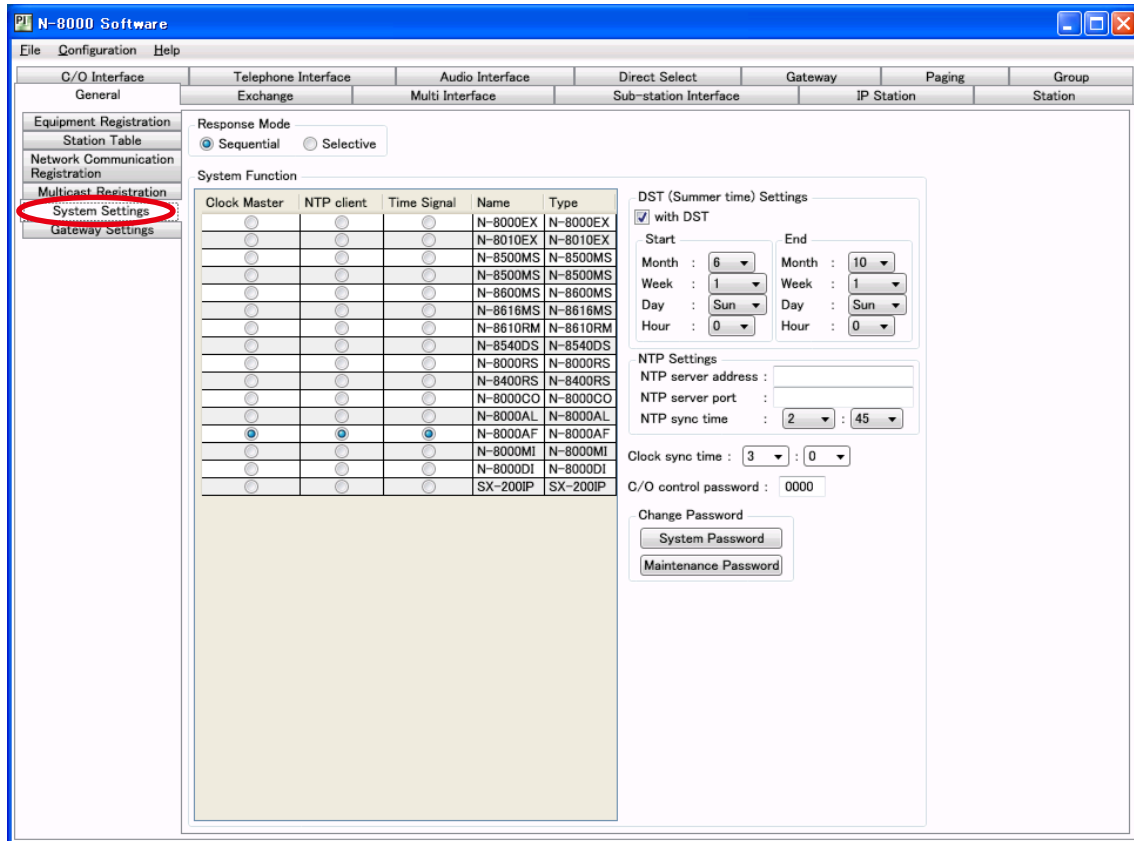 N-8000 Software
File Configuration Help
C/O Interface Telephone Interface Audio Interface Direct Select Gateway Paging Group
General Exchange Multi Interface Sub-station Interface IP Station Station
Equipment Registration
Station Table
Network Communication
Registration
Multicast Registration
System Settings
Gateway Settings
Response Mode
Sequential Selective
System Function
Clock Master NTP client Time Signal Name Type
N-8000EX N-8000EX
N-8010EX N-8010EX
N-8500MS N-8500MS
N-8500MS N-8500MS
N-8600MS N-8600MS
N-8616MS N-8616MS
N-8610RM N-8610RM
N-8540DS N-8540DS
N-8000RS N-8000RS
N-8400RS N-8400RS
N-8000CO N-8000CO
N-8000AL N-8000AL
N-8000AF N-8000AF
N-8000MI N-8000MI
N-8000DI N-8000DI
SX-200IP SX-200IP
DST (Summer time) Settings
with DST
Start End
Month : 6 Month : 10
Week : 1 Week : 1
Day : Sun Day : Sun
Hour : 0 Hour : 0
NTP Settings
NTP server address :
NTP server port :
NTP sync time : 2 : 45
Clock sync time : 3 : 0
C/O control password : 0000
Change Password
System Password
Maintenance Password